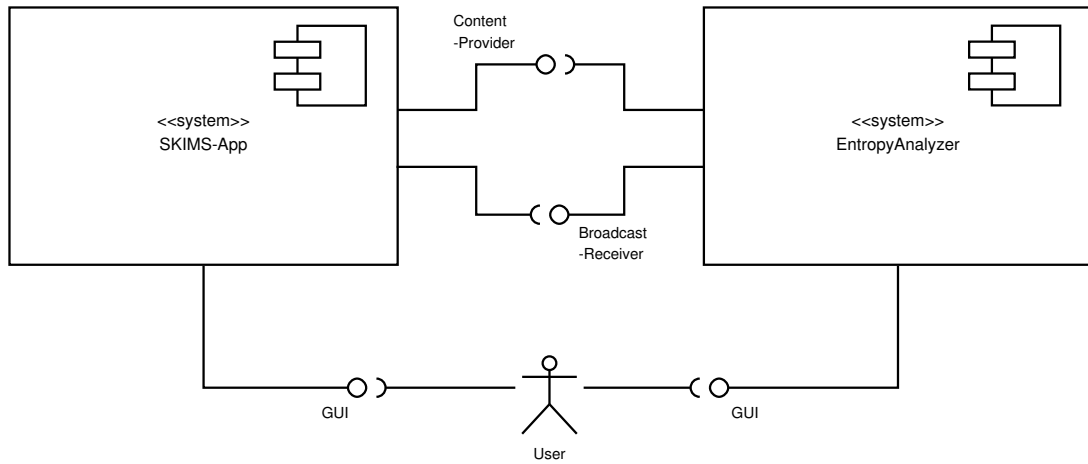 Content
-Provider
<<system>>
SKIMS-App
<<system>>
EntropyAnalyzer
Broadcast
-Receiver
GUI
GUI
User